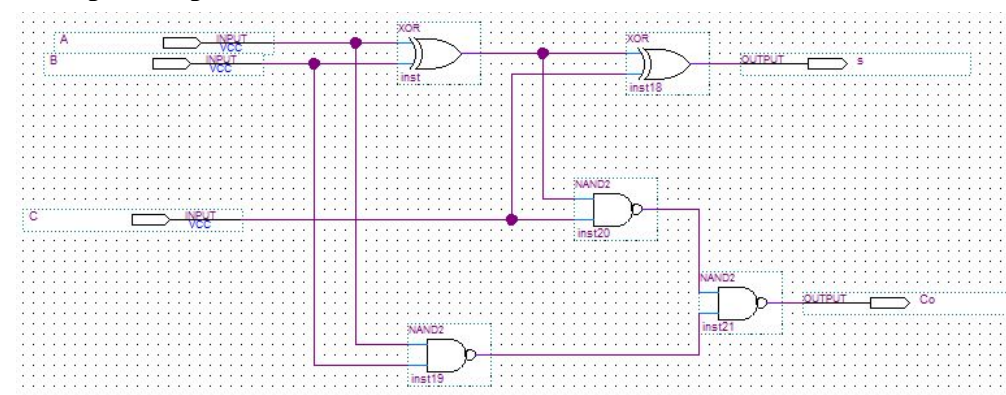 XOR
XOR
A
INPUT
VCC
B
INPUT
VCC
OUTPUT
s
inst
inst18
NAND2
C
INPUT
VCC
inst20
NAND2
OUTPUT
Co
inst21
NAND2
inst19